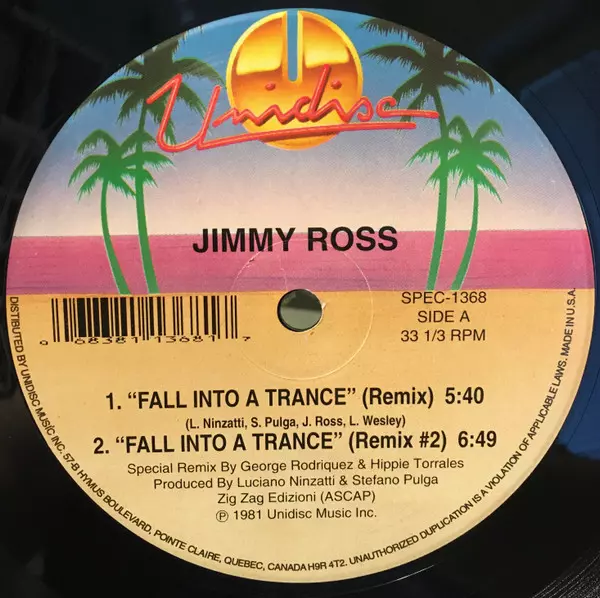 U
Unidisc
JIMMY ROSS
SPEC-1368
SIDE A
33 1/3 RPM
0 68381 13681 7
1. “FALL INTO A TRANCE” (Remix) 5:40
(L. Ninzatti, S. Pulga, J. Ross, L. Wesley)
2. “FALL INTO A TRANCE” (Remix #2) 6:49
Special Remix By George Rodriquez & Hippie Torrales
Produced By Luciano Ninzatti & Stefano Pulga
Zig Zag Edizioni (ASCAP)
℗ 1981 Unidisc Music Inc.
DISTRIBUTED BY UNIDISC MUSIC INC. 57-B HYMUS BOULEVARD, POINTE CLAIRE, QUEBEC, CANADA H9R 4T2. UNAUTHORIZED DUPLICATION IS A VIOLATION OF APPLICABLE LAWS. MADE IN U.S.A.